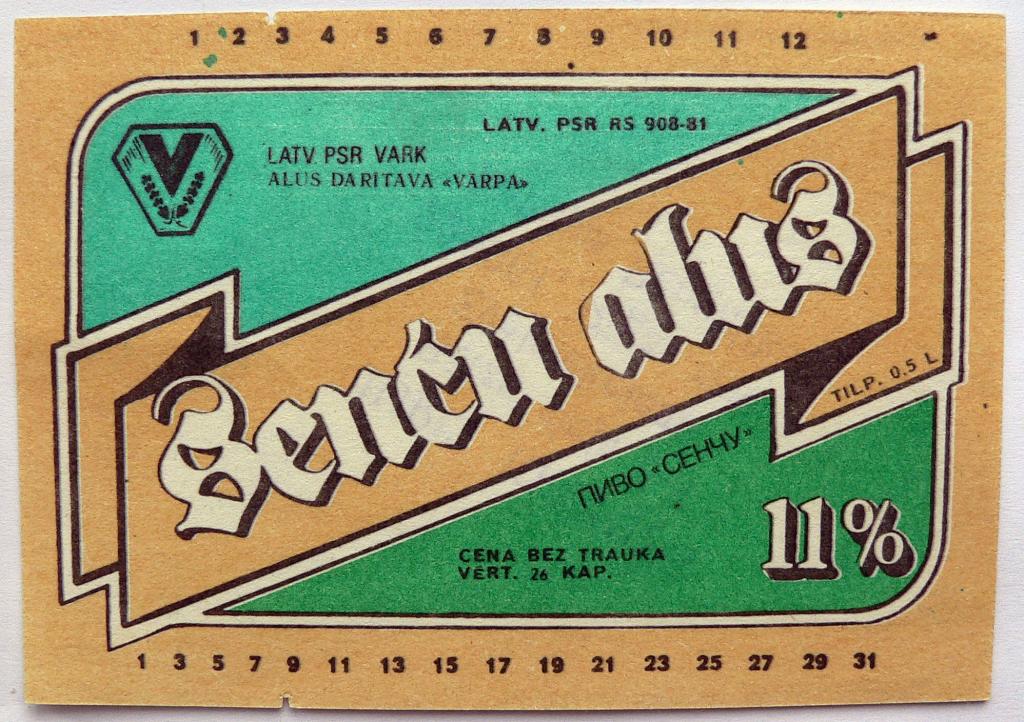 1 2 3 4 5 6 7 8 9 10 11 12
LATV. PSR RS 908-81
V
LATV PSR VARK
ALUS DARĪTAVA «VĀRPA»
Senču alus
TILP. 0,5 L
ПИВО «СЕНЧУ»
11%
CENA BEZ TRAUKA
VĒRT. 26 KAP.
1 3 5 7 9 11 13 15 17 19 21 23 25 27 29 31